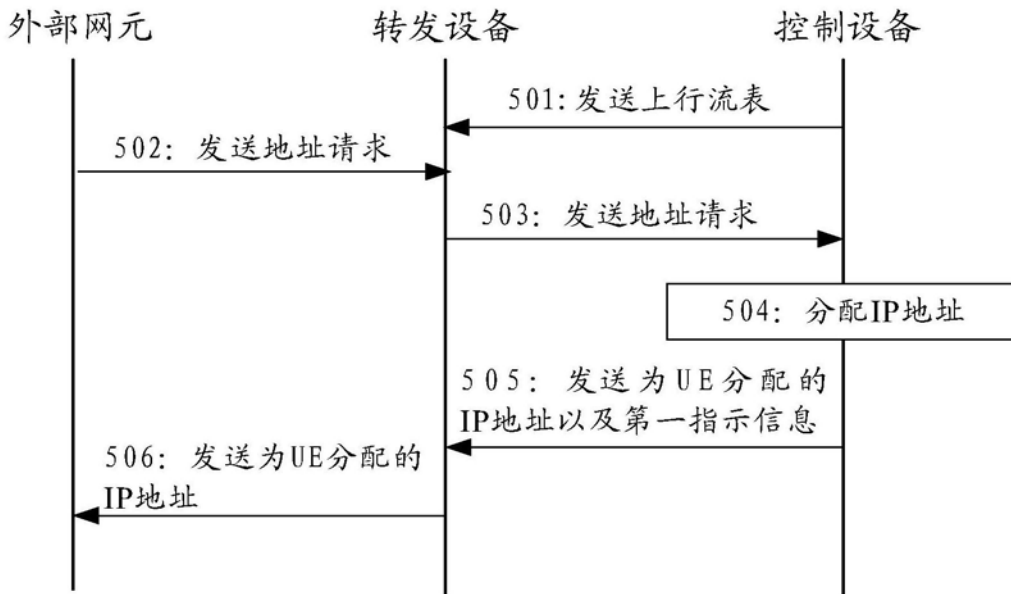 外部网元
转发设备
控制设备
501:发送上行流表
502: 发送地址请求
503: 发送地址请求
504: 分配IP地址
505: 发送为UE分配的
IP地址以及第一指示信息
506: 发送为UE分配的
IP地址